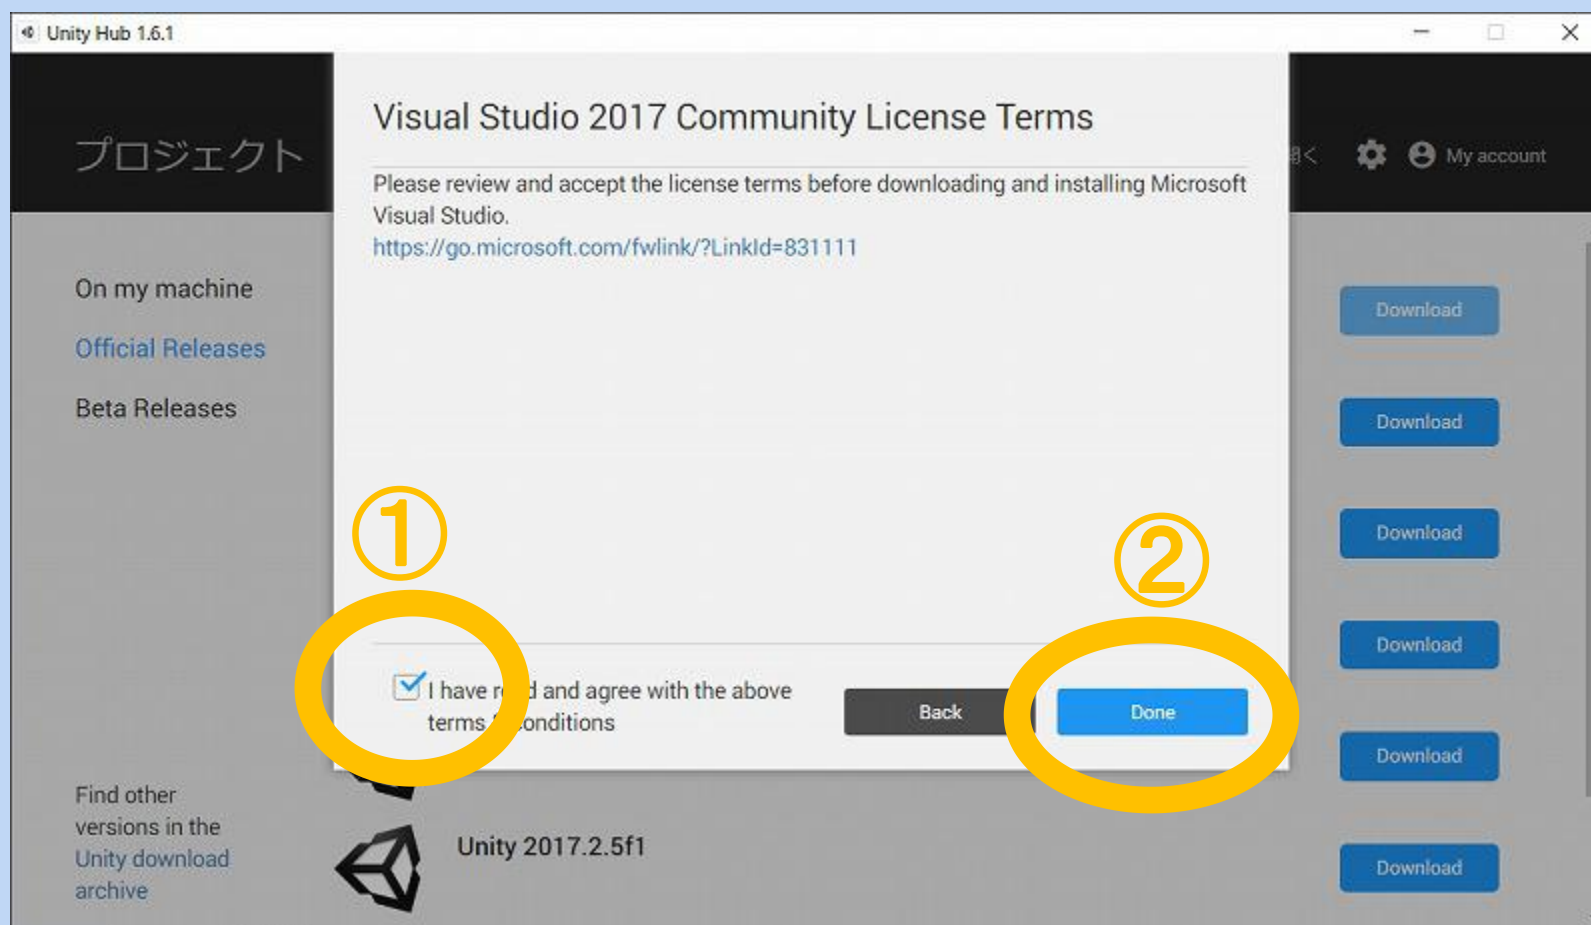 Unity Hub 1.6.1
プロジェクト
く
My account
Visual Studio 2017 Community License Terms
Please review and accept the license terms before downloading and installing Microsoft
Visual Studio.
https://go.microsoft.com/fwlink/?LinkId=831111
On my machine
Official Releases
Beta Releases
Download
Download
Download
Download
Download
Download
①
②
I have and agree with the above
terms conditions
Back
Done
Find other
versions in the
Unity download
archive
Unity 2017.2.5f1